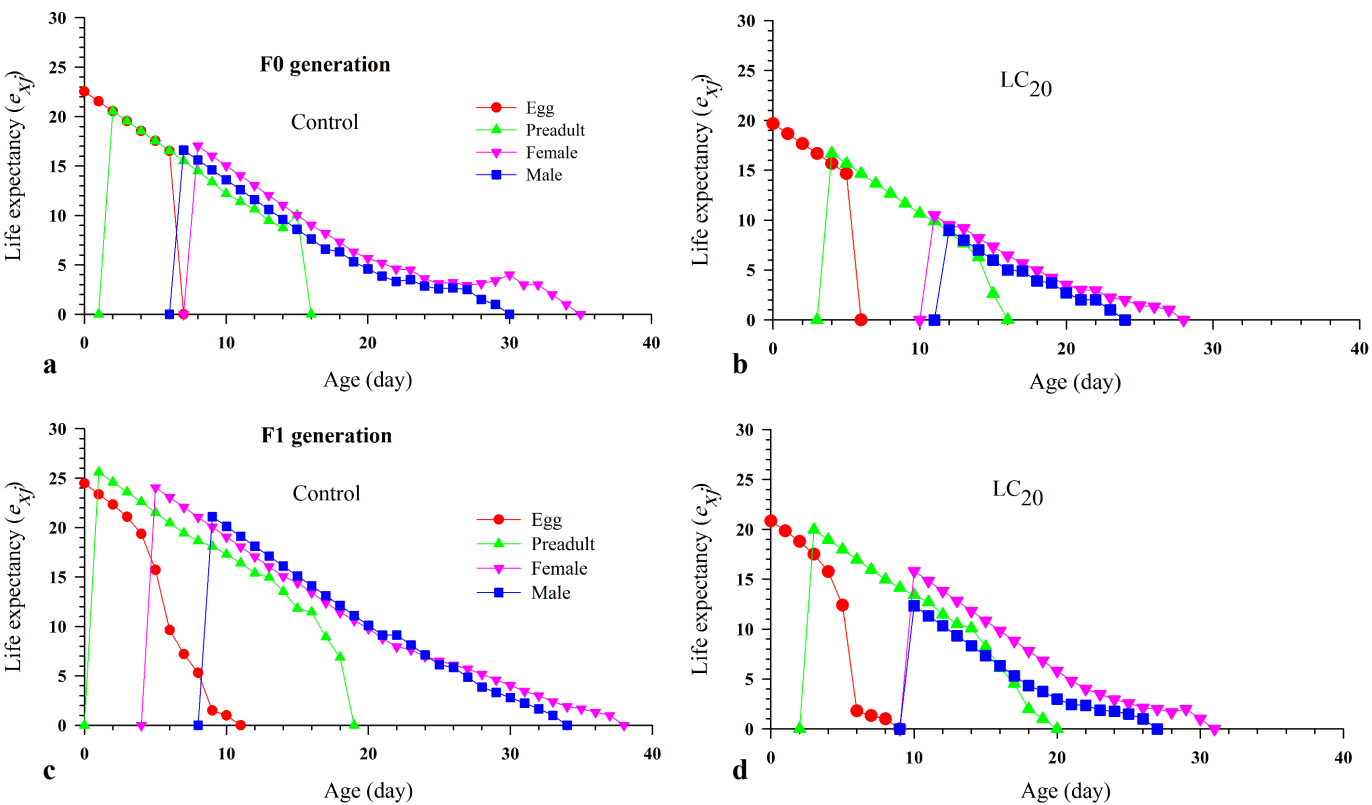 F0 generation
Control
Egg
Preadult
Female
Male
Life expectancy (exj)
30
25
20
15
10
5
0
0 10 20 30 40
Age (day)
a
LC20
Life expectancy (exj)
30
25
20
15
10
5
0
0 10 20 30 40
Age (day)
b
F1 generation
Control
Egg
Preadult
Female
Male
Life expectancy (exj)
30
25
20
15
10
5
0
0 10 20 30 40
Age (day)
c
LC20
Life expectancy (exj)
30
25
20
15
10
5
0
0 10 20 30 40
Age (day)
d